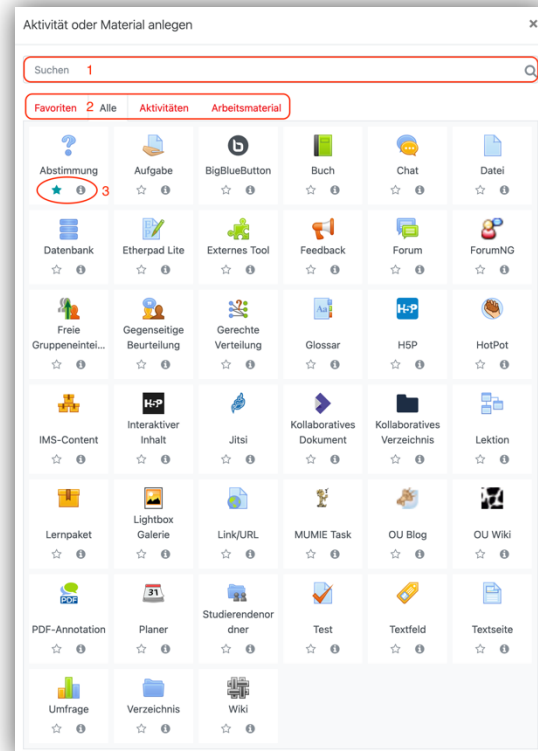 Aktivität oder Material anlegen ×
Suchen 1
Favoriten 2 Alle Aktivitäten Arbeitsmaterial
Abstimmung Aufgabe BigBlueButton Buch Chat Datei
3
Datenbank Etherpad Lite Externes Tool Feedback Forum ForumNG
Freie Gegenseitige Gerechte
Gruppeneintei... Beurteilung Verteilung Glossar H5P HotPot
Interaktiver Kollaboratives Kollaboratives
IMS-Content Inhalt Jitsi Dokument Verzeichnis Lektion
Lightbox
Lernpaket Galerie Link/URL MUMIE Task OU Blog OU Wiki
Studierendenor
PDF-Annotation Planer dner Test Textfeld Textseite
Umfrage Verzeichnis Wiki